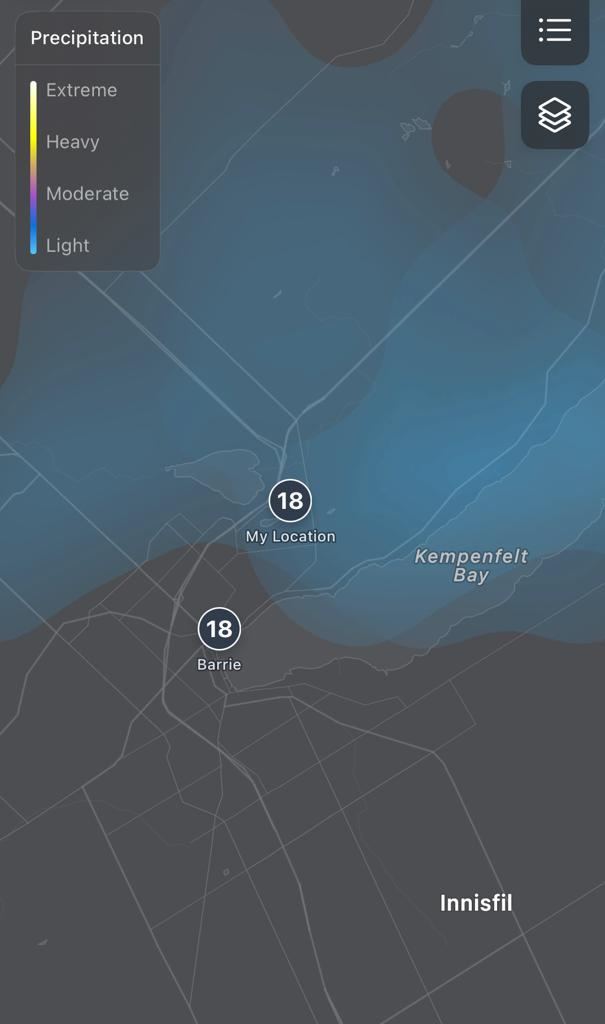 Precipitation
Extreme
Heavy
Moderate
Light
18
My Location
Kempenfelt
Bay
18
Barrie
Innisfil